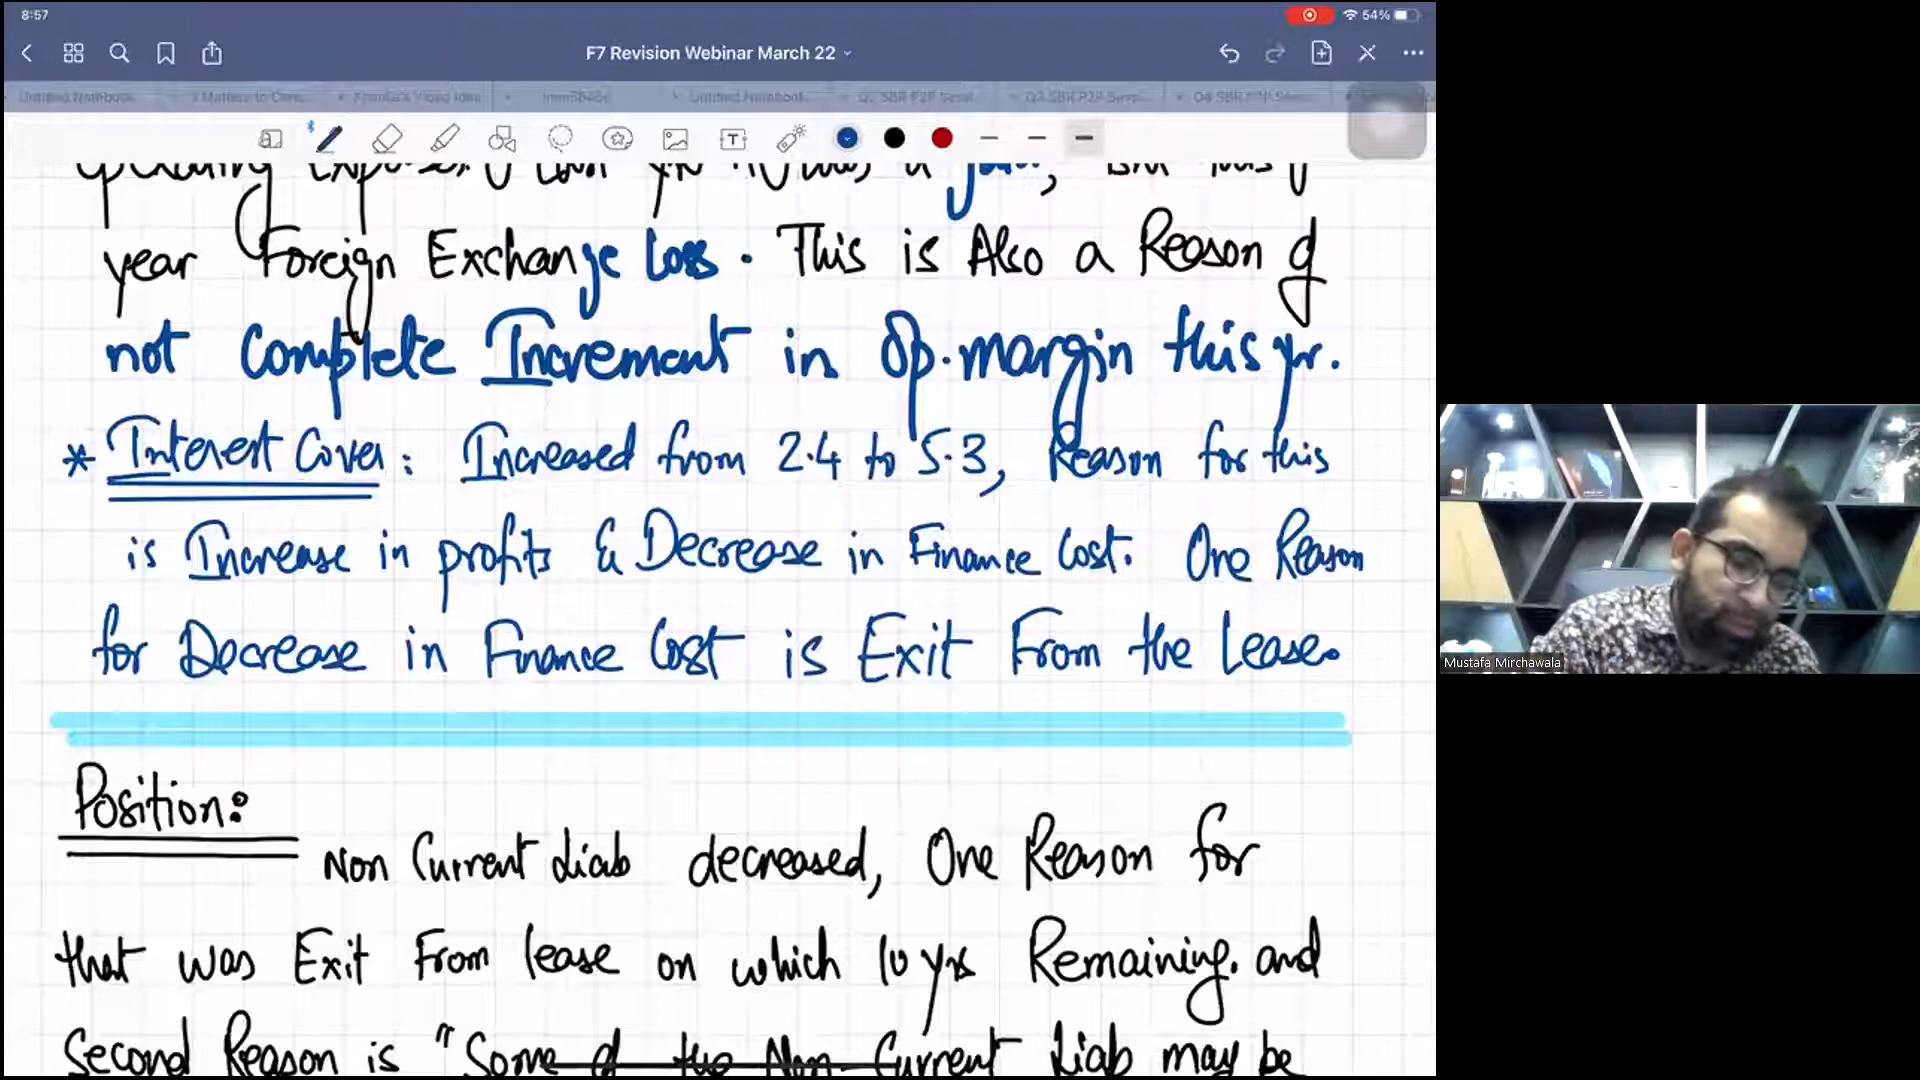 8:57
54%
F7 Revision Webinar March 22
Untitled Notebook
Untitled Notebook
year Foreign Exchange loss. This is Also a Reason of
not complete Increment in Op.margin this yr.
* Interest Cover: Increased from 2.4 to 5.3, Reason for this
is Increase in profits & Decrease in Finance Cost. One Reason
for Decrease in Finance Cost is Exit From the Lease.
Position:
Non Current Liab decreased, One Reason for
that was Exit From lease on which 10 yrs Remaining. and
Second Reason is "Some of the Non-Current Liab may be
Mustafa Mirchawala